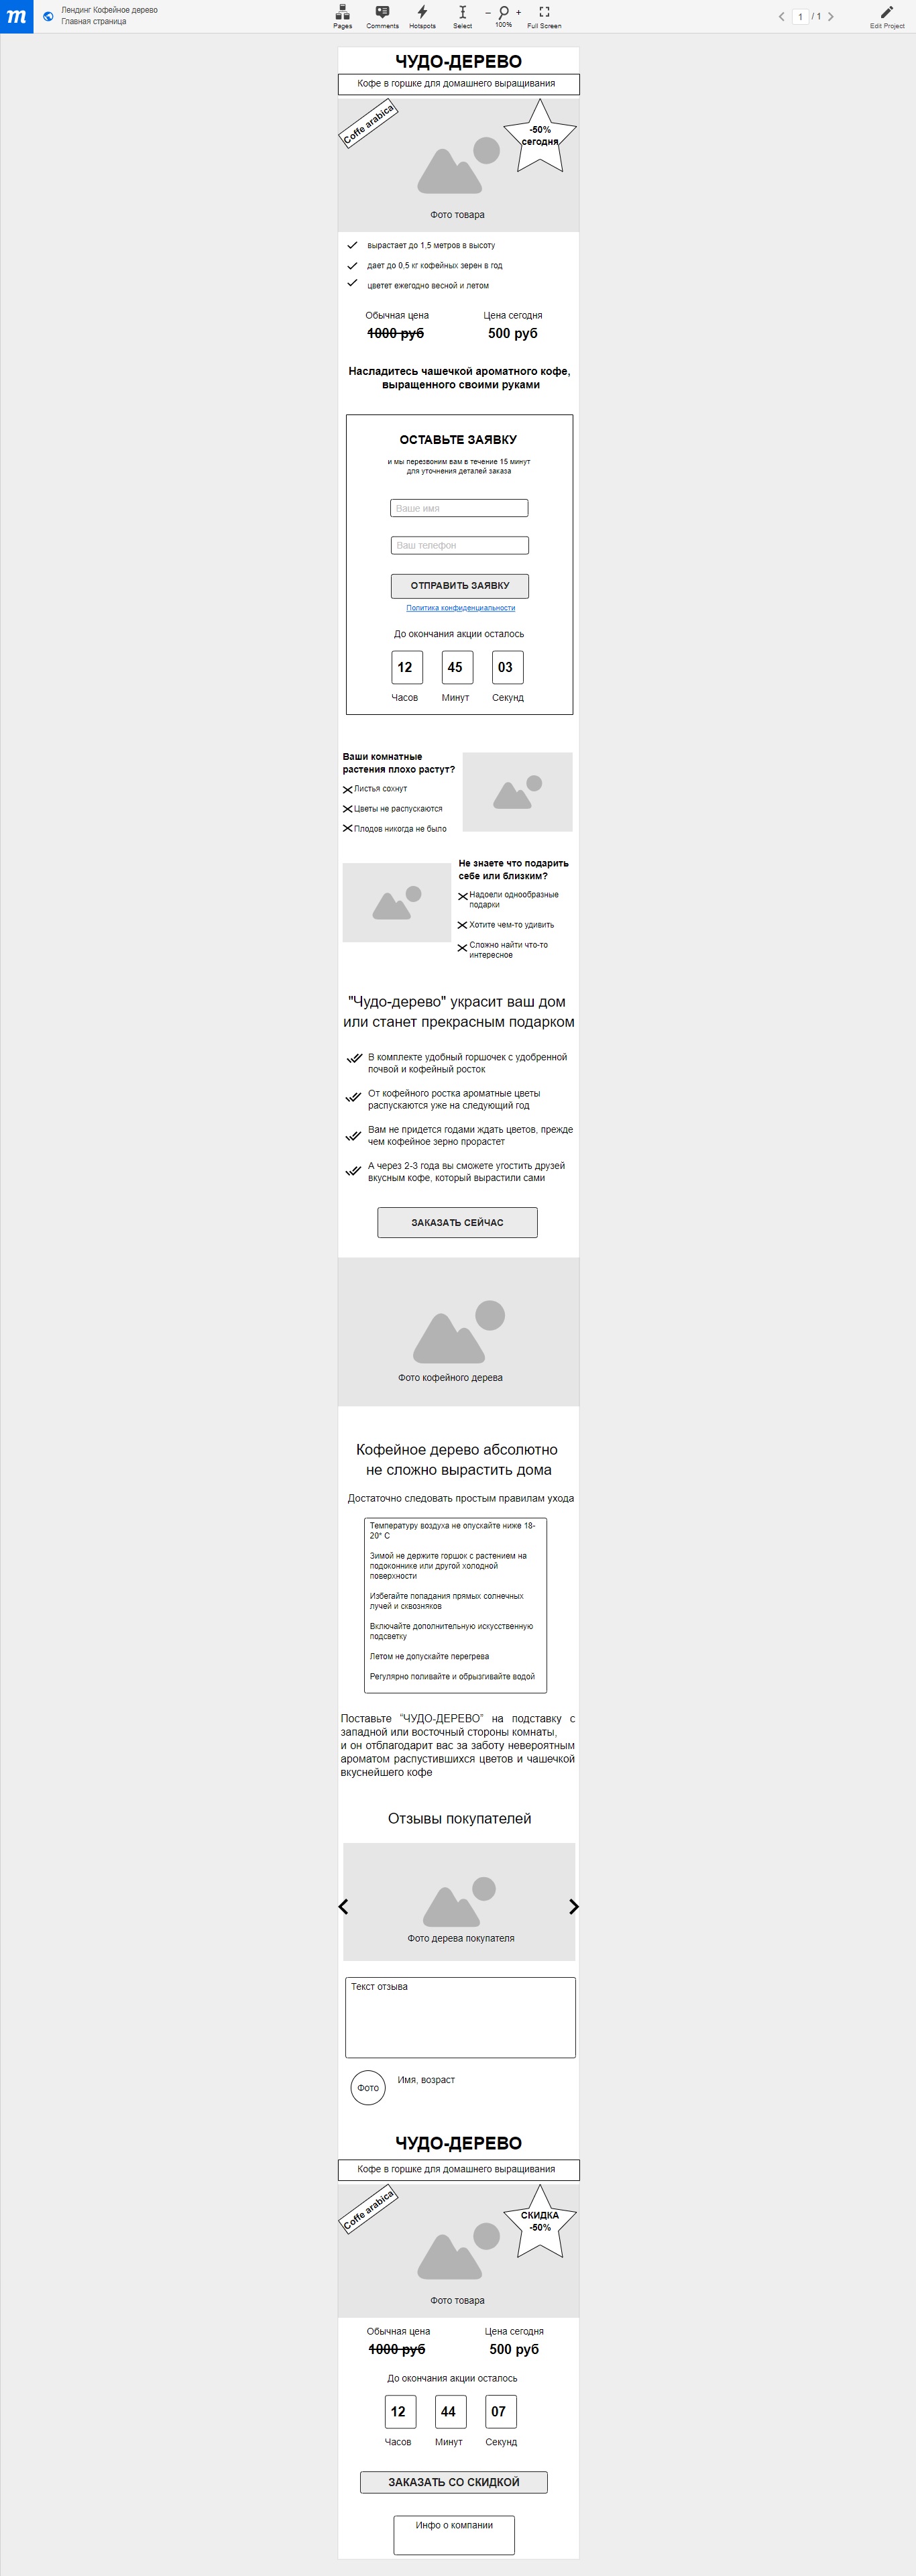 m
Лендинг Кофейное дерево
Главная страница
Pages
Comments
Hotspots
Select
– 100% +
Full Screen
1 / 1
Edit Project
ЧУДО-ДЕРЕВО
Кофе в горшке для домашнего выращивания
Coffe arabica
-50%
сегодня
Фото товара
вырастает до 1,5 метров в высоту
дает до 0,5 кг кофейных зерен в год
цветет ежегодно весной и летом
Обычная цена
Цена сегодня
1000 руб
500 руб
Насладитесь чашечкой ароматного кофе,
выращенного своими руками
ОСТАВЬТЕ ЗАЯВКУ
и мы перезвоним вам в течение 15 минут
для уточнения деталей заказа
Ваше имя
Ваш телефон
ОТПРАВИТЬ ЗАЯВКУ
Политика конфиденциальности
До окончания акции осталось
12 45 03
Часов Минут Секунд
Ваши комнатные
растения плохо растут?
Листья сохнут
Цветы не распускаются
Плодов никогда не было
Не знаете что подарить
себе или близким?
Надоели однообразные
подарки
Хотите чем-то удивить
Сложно найти что-то
интересное
"Чудо-дерево" украсит ваш дом
или станет прекрасным подарком
В комплекте удобный горшочек с удобренной
почвой и кофейный росток
От кофейного ростка ароматные цветы
распускаются уже на следующий год
Вам не придется годами ждать цветов, прежде
чем кофейное зерно прорастет
А через 2-3 года вы сможете угостить друзей
вкусным кофе, который вырастили сами
ЗАКАЗАТЬ СЕЙЧАС
Фото кофейного дерева
Кофейное дерево абсолютно
не сложно вырастить дома
Достаточно следовать простым правилам ухода
Температуру воздуха не опускайте ниже 18-
20° С
Зимой не держите горшок с растением на
подоконнике или другой холодной
поверхности
Избегайте попадания прямых солнечных
лучей и сквозняков
Включайте дополнительную искусственную
подсветку
Летом не допускайте перегрева
Регулярно поливайте и обрызгивайте водой
Поставьте “ЧУДО-ДЕРЕВО” на подставку с
западной или восточный стороны комнаты,
и он отблагодарит вас за заботу невероятным
ароматом распустившихся цветов и чашечкой
вкуснейшего кофе
Отзывы покупателей
Фото дерева покупателя
Текст отзыва
Фото
Имя, возраст
ЧУДО-ДЕРЕВО
Кофе в горшке для домашнего выращивания
Coffe arabica
СКИДКА
-50%
Фото товара
Обычная цена
Цена сегодня
1000 руб
500 руб
До окончания акции осталось
12 44 07
Часов Минут Секунд
ЗАКАЗАТЬ СО СКИДКОЙ
Инфо о компании